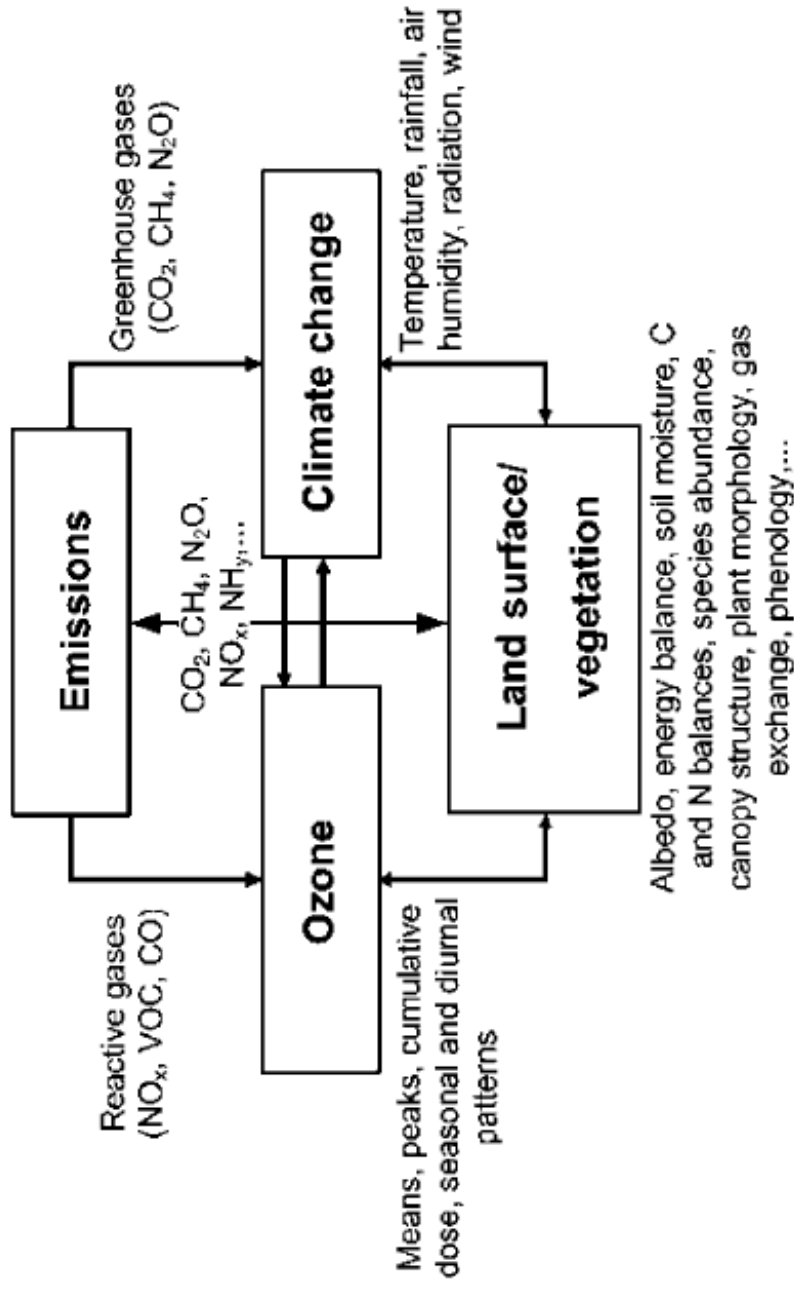 Emissions
Reactive gases
(NOₓ, VOC, CO)
Greenhouse gases
(CO₂, CH₄, N₂O)
CO₂, CH₄, N₂O,
NOₓ, NHᵧ,...
Ozone
Climate change
Means, peaks, cumulative
dose, seasonal and diurnal
patterns
Temperature, rainfall, air
humidity, radiation, wind
Land surface/
vegetation
Albedo, energy balance, soil moisture, C
and N balances, species abundance,
canopy structure, plant morphology, gas
exchange, phenology,...